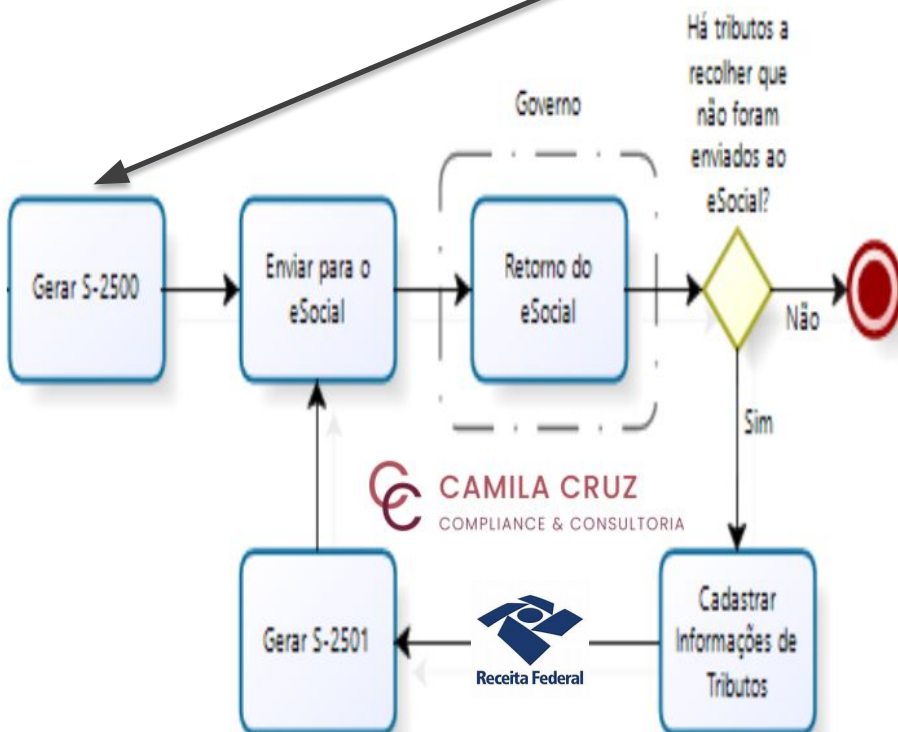 Há tributos a
recolher que
não foram
enviados ao
eSocial?
Governo
Gerar S-2500
Enviar para o
eSocial
Retorno do
eSocial
Não
Sim
CC CAMILA CRUZ
COMPLIANCE & CONSULTORIA
Gerar S-2501
Receita Federal
Cadastrar
Informações de
Tributos